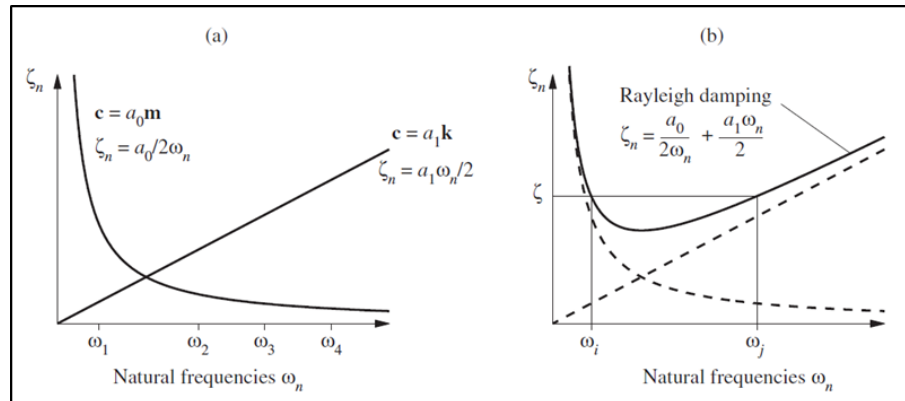 (a)
ζn
c = a0m
ζn = a0/2ωn
c = a1k
ζn = a1ωn/2
ω1 ω2 ω3 ω4
Natural frequencies ωn
(b)
ζn
Rayleigh damping
ζn = a0/2ωn + a1ωn/2
ζ
ωi ωj
Natural frequencies ωn